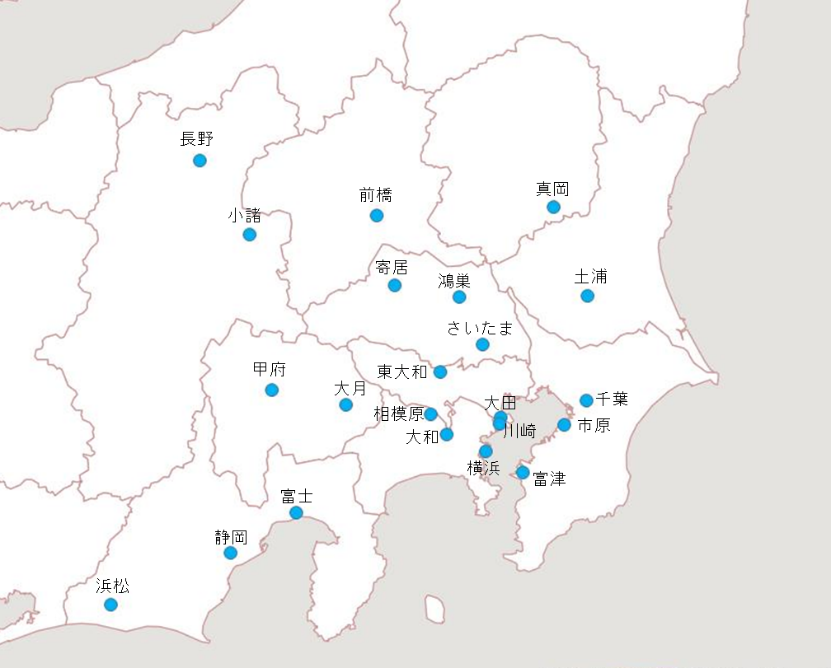 長野
真岡
前橋
小諸
寄居
土浦
鴻巣
さいたま
甲府
東大和
大月
千葉
大田
相模原
市原
川崎
大和
横浜
富津
富士
静岡
浜松